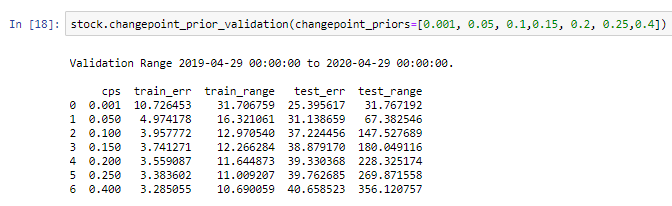 In [18]: stock.changepoint_prior_validation(changepoint_priors=[0.001, 0.05, 0.1,0.15, 0.2, 0.25,0.4])
Validation Range 2019-04-29 00:00:00 to 2020-04-29 00:00:00.
cps train_err train_range test_err test_range
0 0.001 10.726453 31.706759 25.395617 31.767192
1 0.050 4.974178 16.321061 31.138659 67.382546
2 0.100 3.957772 12.970540 37.224456 147.527689
3 0.150 3.741271 12.266284 38.879170 180.049116
4 0.200 3.559087 11.644873 39.330368 228.325174
5 0.250 3.383602 11.009207 39.762685 269.871558
6 0.400 3.285055 10.690059 40.658523 356.120757